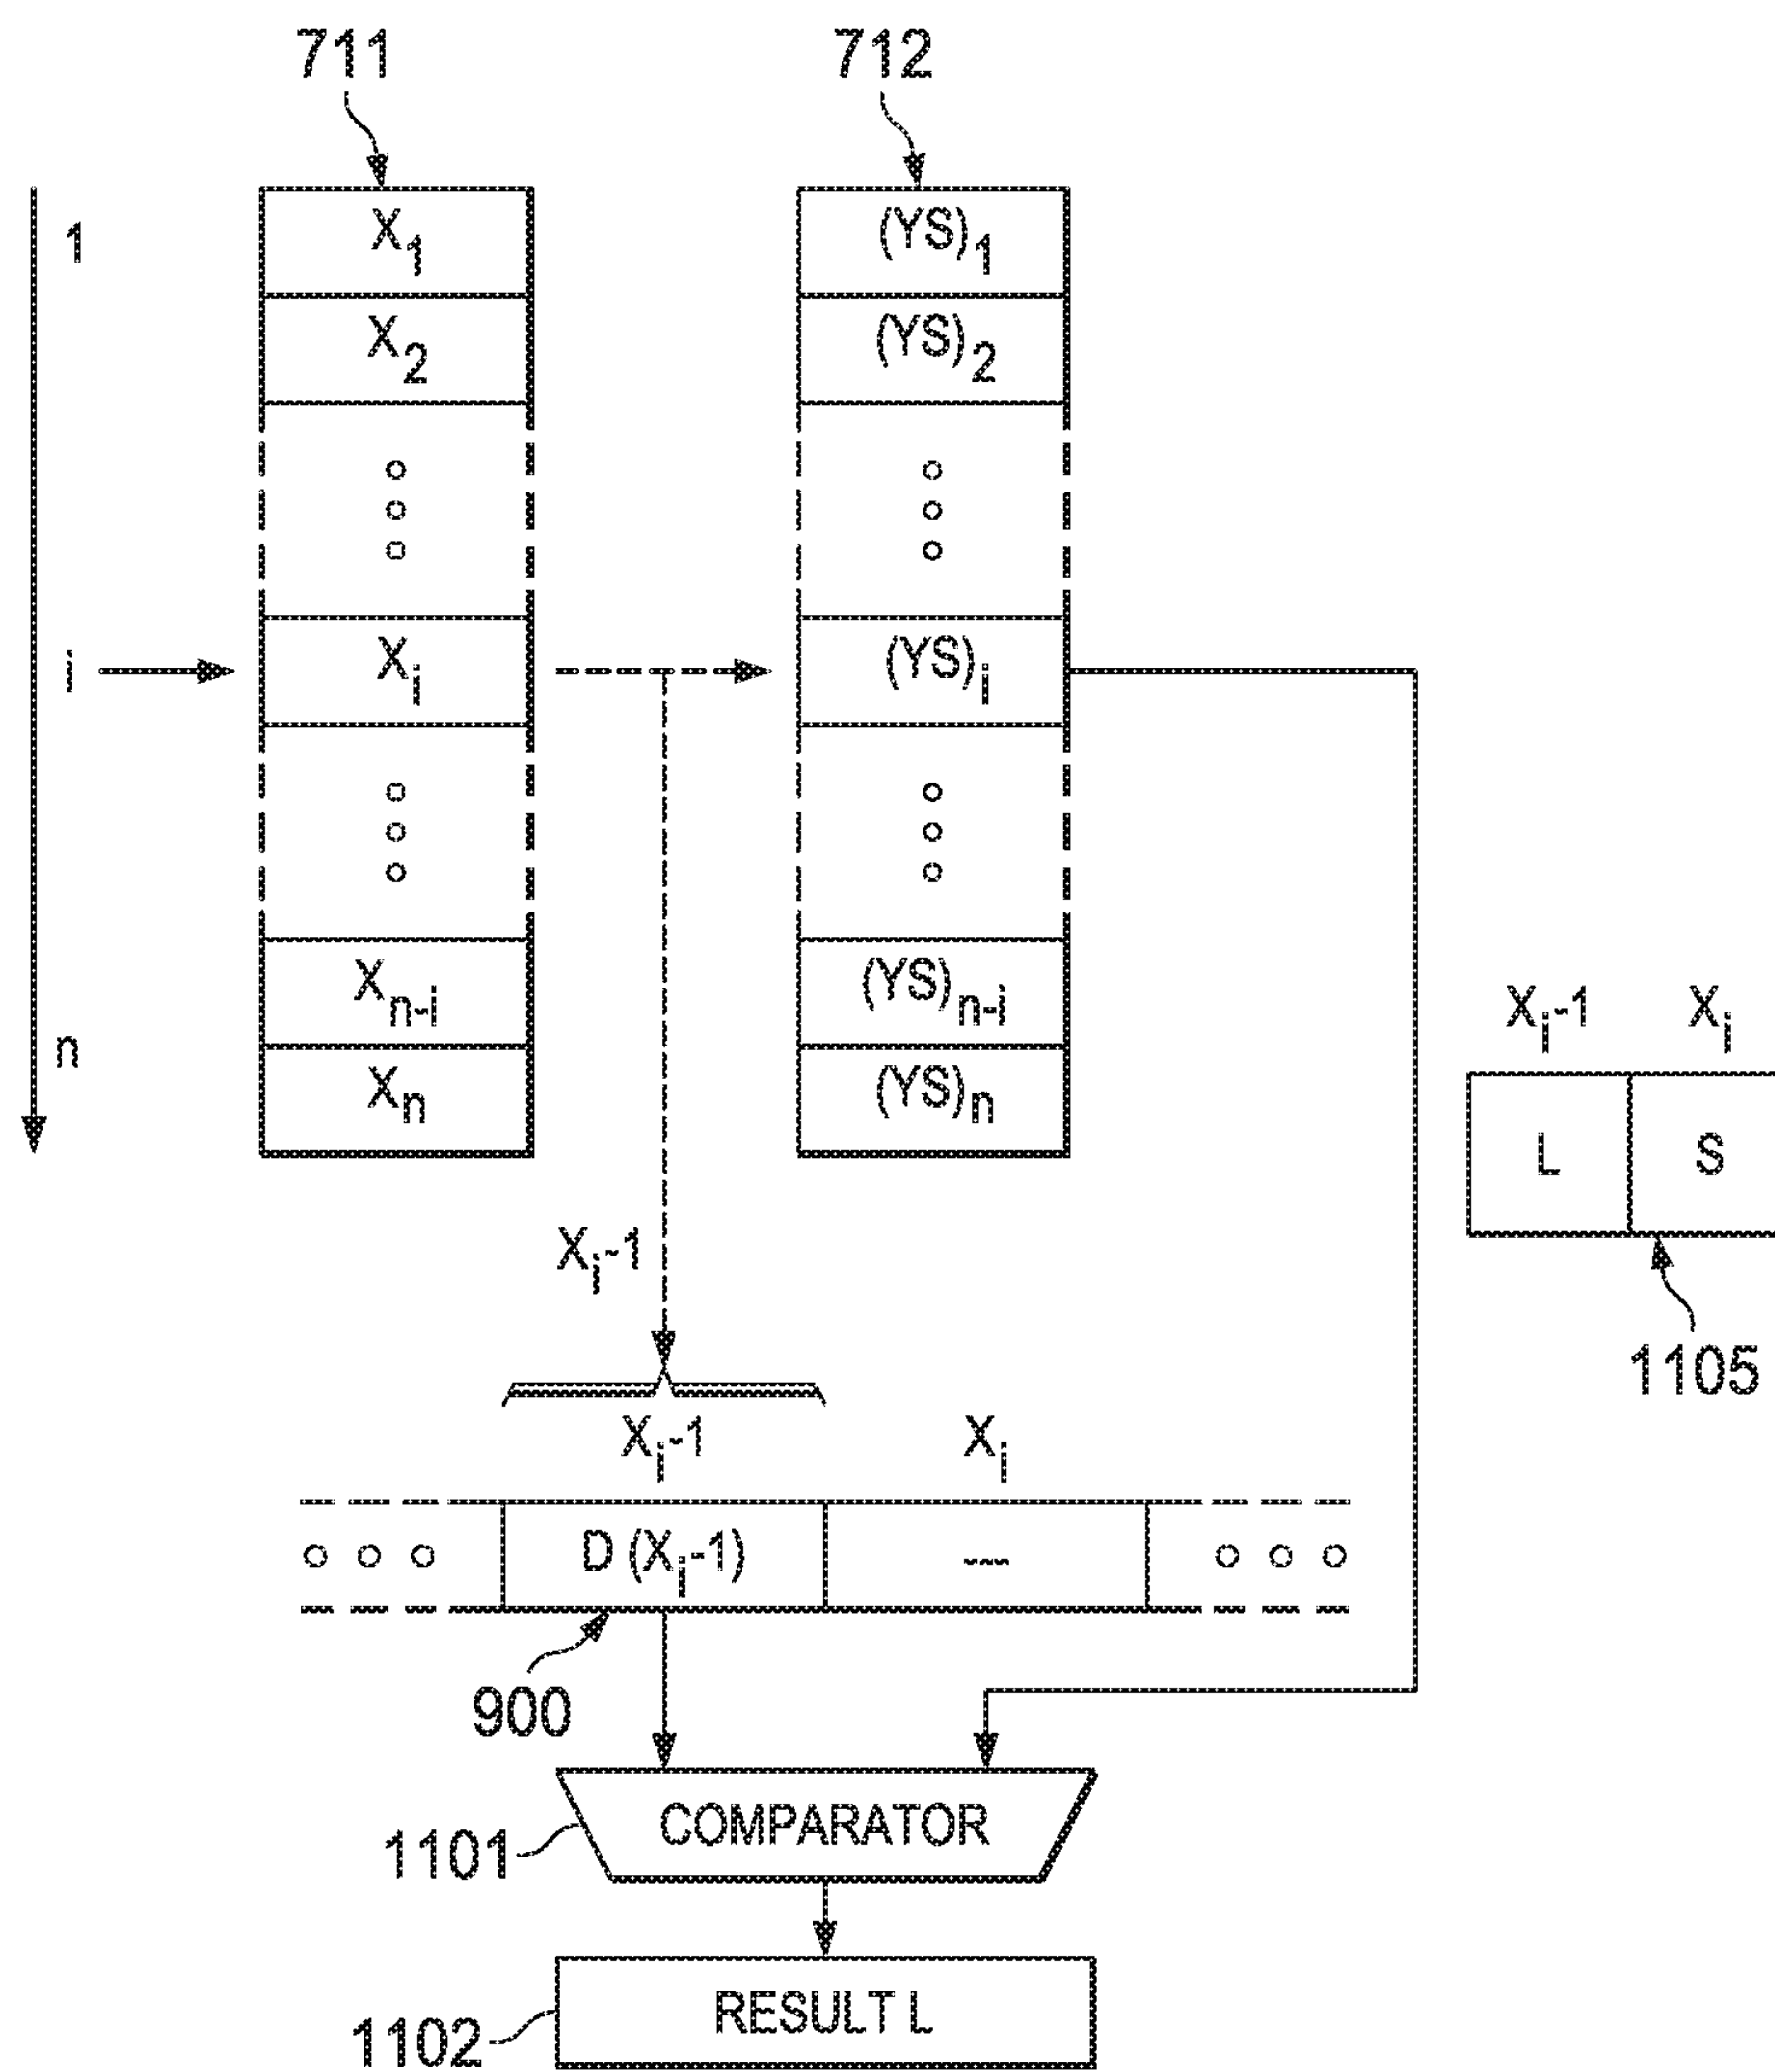 711 712
1 X₁ (YS)₁
X₂ (YS)₂
i Xᵢ (YS)ᵢ
Xₙ₋ᵢ (YS)ₙ₋ᵢ
Xᵢ-1 Xᵢ
n Xₙ (YS)ₙ
L S
Xᵢ-1
1105
Xᵢ-1 Xᵢ
D (Xᵢ-1) ---
900
COMPARATOR
1101
RESULT L
1102